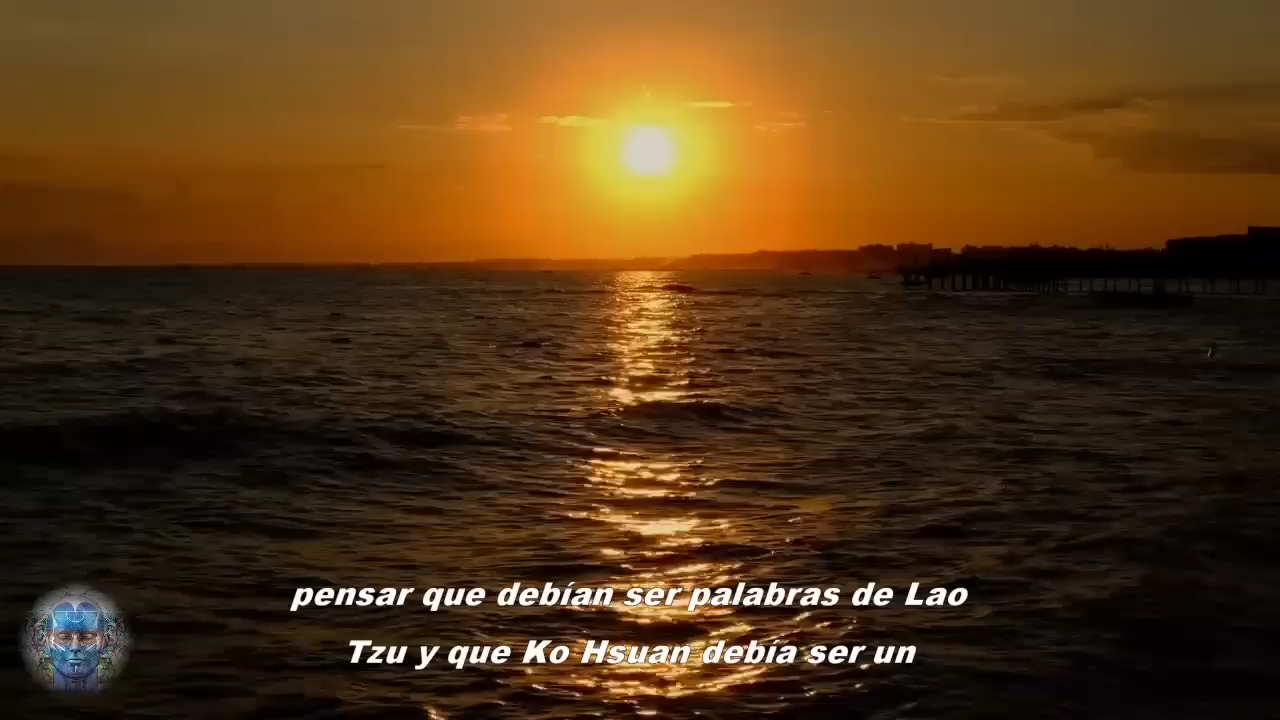 pensar que debían ser palabras de Lao
Tzu y que Ko Hsuan debía ser un